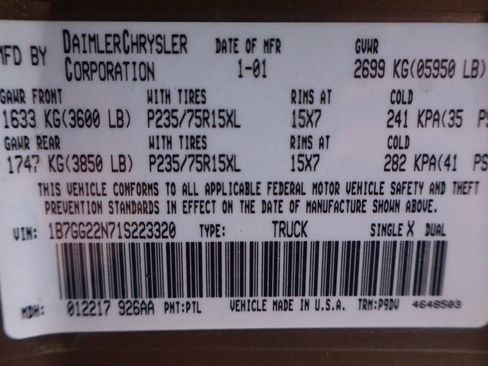 MFD BY DAIMLERCHRYSLER CORPORATION DATE OF MFR 1-01 GVWR 2699 KG(05950 LB)
GAWR FRONT WITH TIRES RIMS AT COLD
1633 KG(3600 LB) P235/75R15XL 15X7 241 KPA(35 PS
GAWR REAR WITH TIRES RIMS AT COLD
1747 KG(3850 LB) P235/75R15XL 15X7 282 KPA(41 PS
THIS VEHICLE CONFORMS TO ALL APPLICABLE FEDERAL MOTOR VEHICLE SAFETY AND THEFT
PREVENTION STANDARDS IN EFFECT ON THE DATE OF MANUFACTURE SHOWN ABOVE.
VIN: 1B7GG22N71S223320 TYPE: TRUCK SINGLE X DUAL
MDH: 012217 926AA PNT:PTL VEHICLE MADE IN U.S.A. TRM:P9DV 4648503